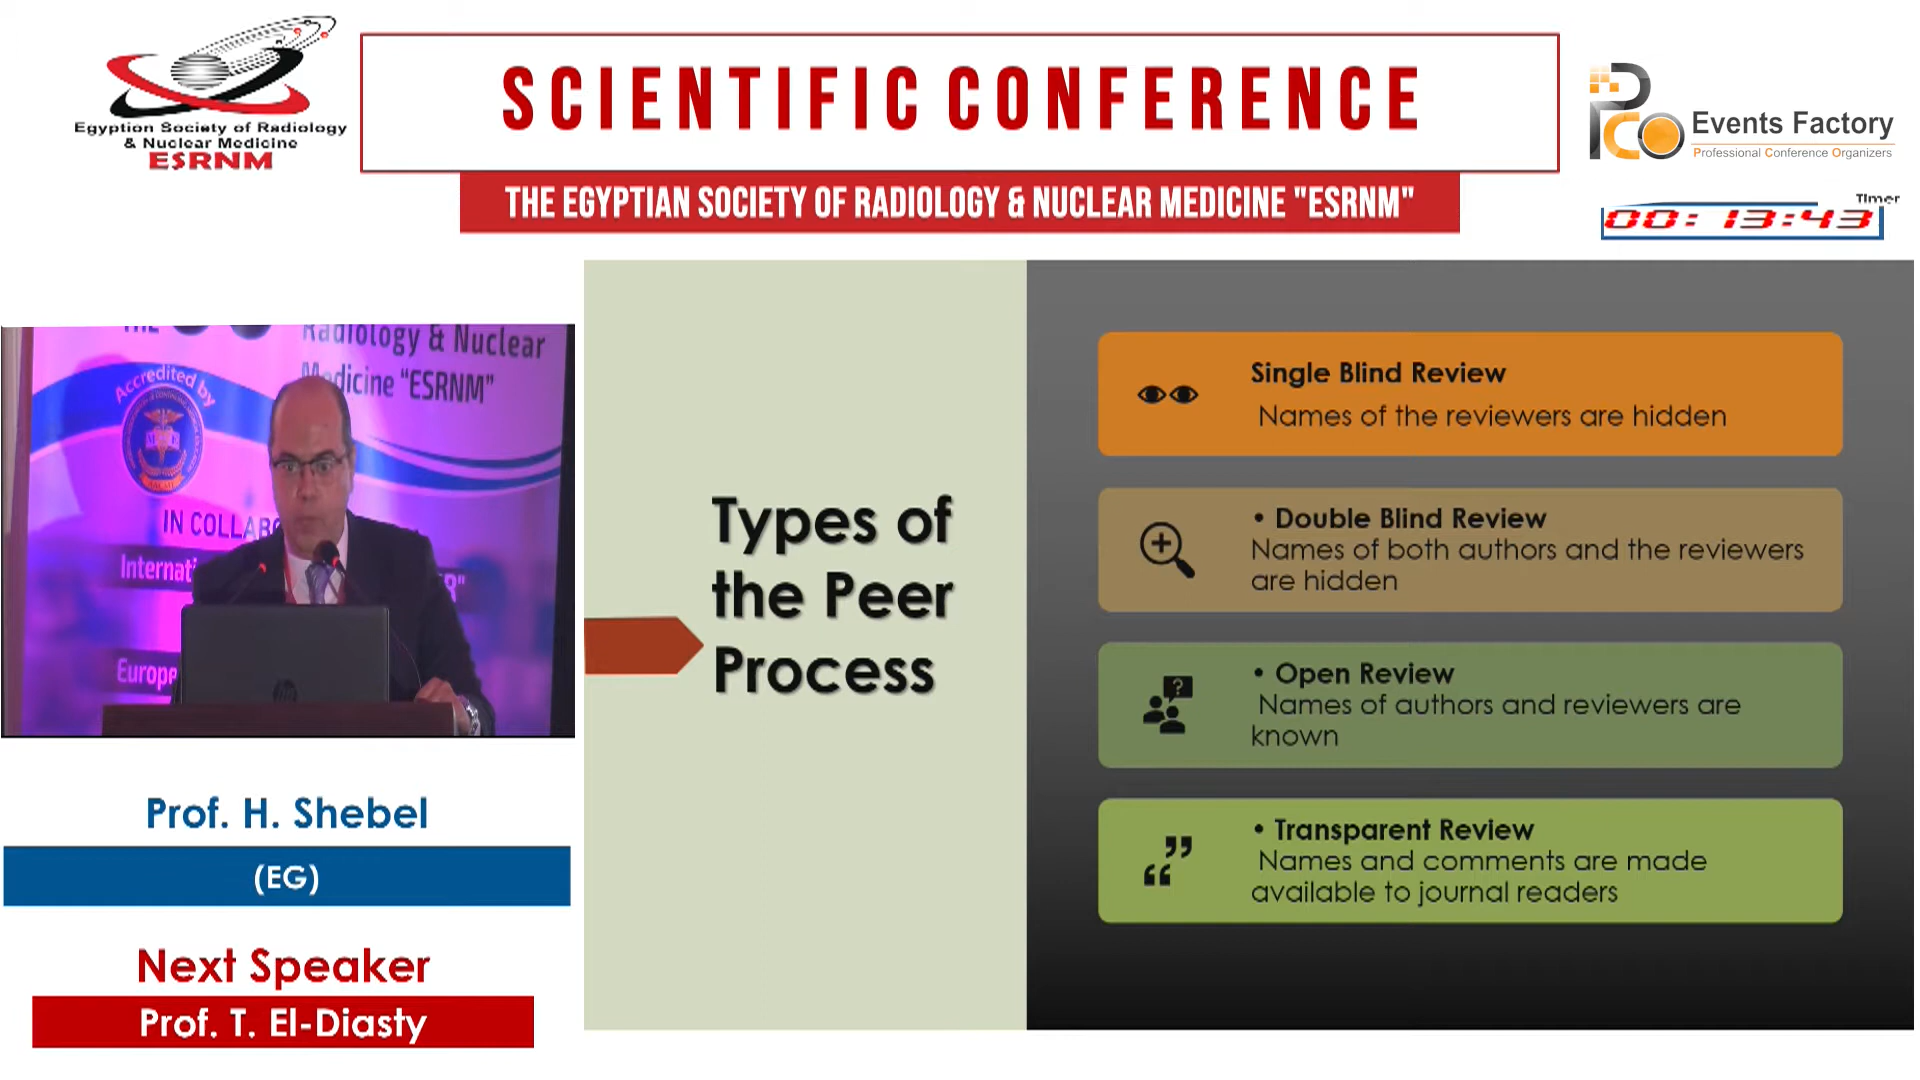 Egyptian Society of Radiology
& Nuclear Medicine
ESRNM
SCIENTIFIC CONFERENCE
THE EGYPTIAN SOCIETY OF RADIOLOGY & NUCLEAR MEDICINE "ESRNM"
PCO
Events Factory
Professional Conference Organizers
Timer
00: 13:43
Radiology & Nuclear
Medicine "ESRNM"
Accredited by
IN COLLABO
Internati
Europe
Prof. H. Shebel
(EG)
Next Speaker
Prof. T. El-Diasty
Types of
the Peer
Process
Single Blind Review
Names of the reviewers are hidden
• Double Blind Review
Names of both authors and the reviewers
are hidden
• Open Review
Names of authors and reviewers are
known
• Transparent Review
Names and comments are made
available to journal readers